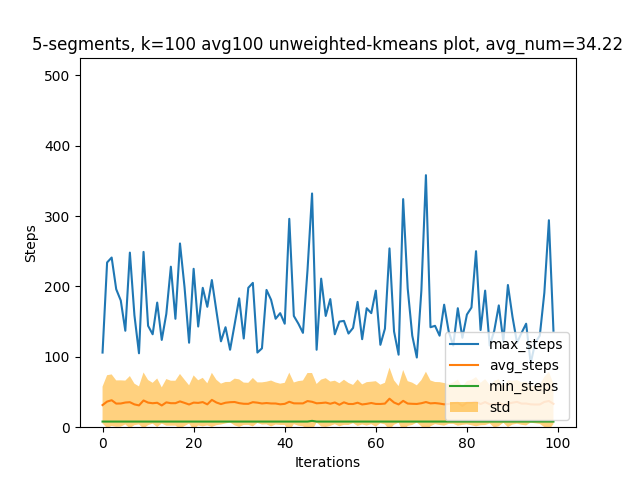 5-segments, k=100 avg100 unweighted-kmeans plot, avg_num=34.22
500
400
300
200
100
0
Steps
0 20 40 60 80 100
Iterations
max_steps
avg_steps
min_steps
std